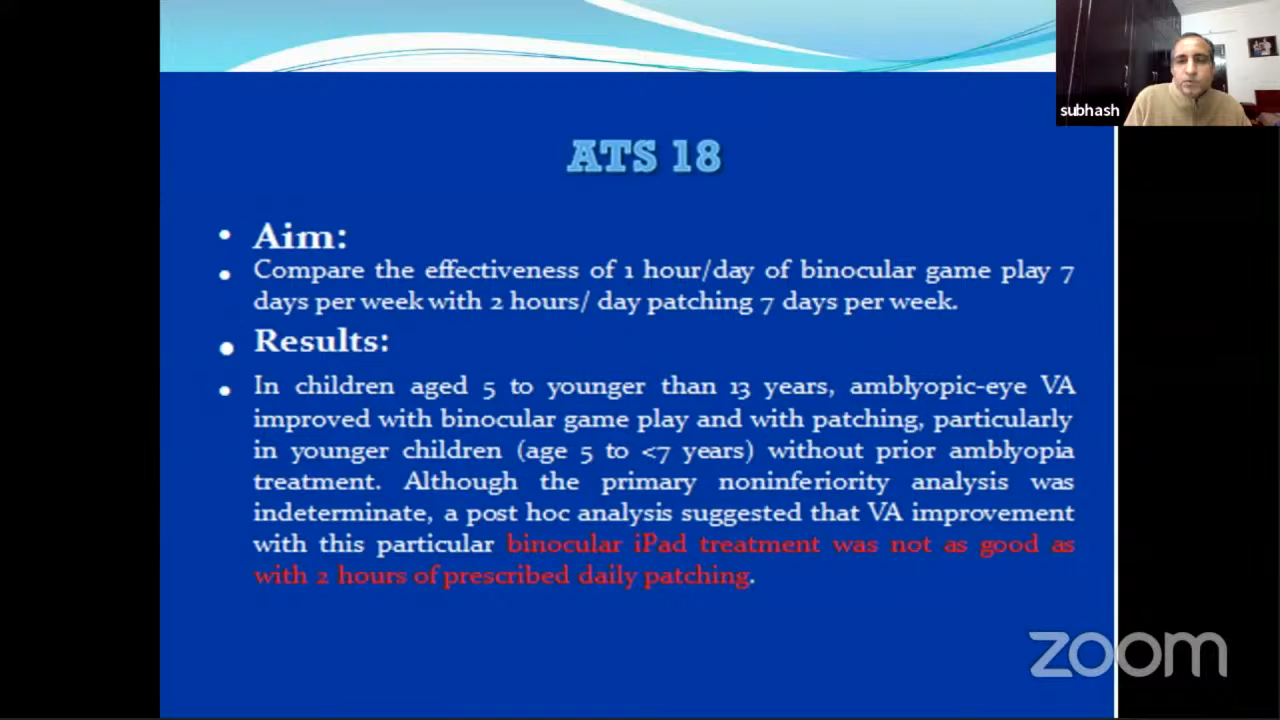 subhash
ATS 18
• Aim:
• Compare the effectiveness of 1 hour/day of binocular game play 7
days per week with 2 hours/ day patching 7 days per week.
• Results:
• In children aged 5 to younger than 13 years, amblyopic-eye VA
improved with binocular game play and with patching, particularly
in younger children (age 5 to <7 years) without prior amblyopia
treatment. Although the primary noninferiority analysis was
indeterminate, a post hoc analysis suggested that VA improvement
with this particular binocular iPad treatment was not as good as
with 2 hours of prescribed daily patching.
zoom